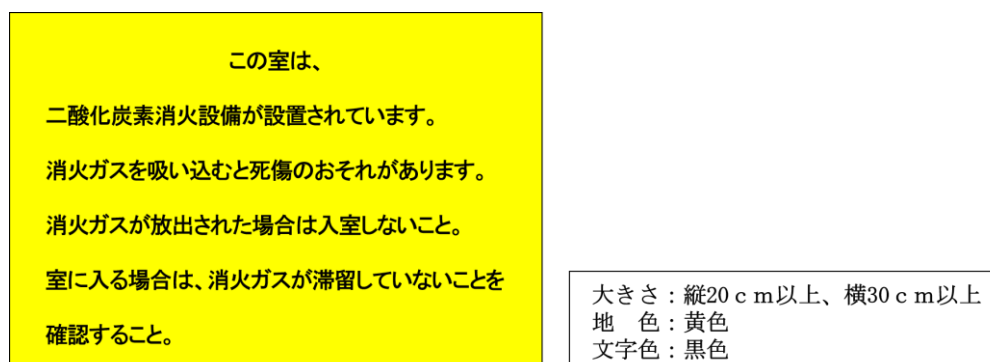 この室は、
二酸化炭素消火設備が設置されています。
消火ガスを吸い込むと死傷のおそれがあります。
消火ガスが放出された場合は入室しないこと。
室に入る場合は、消火ガスが滞留していないことを
確認すること。
大きさ：縦20ｃｍ以上、横30ｃｍ以上
地　色：黄色
文字色：黒色